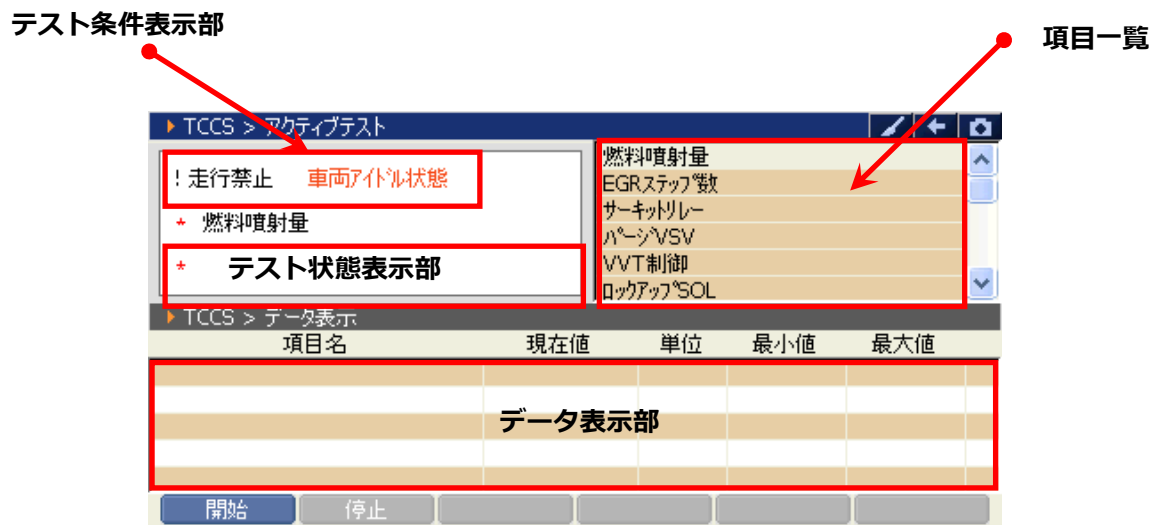 テスト条件表示部
項目一覧
TCCS > アクティブテスト
! 走行禁止 車両ｱｲﾄﾞﾙ状態
* 燃料噴射量
* テスト状態表示部
燃料噴射量
EGRｽﾃｯﾌﾟ数
ｻｰｷｯﾄﾘﾚｰ
ﾊﾟｰｼﾞVSV
VVT制御
ﾛｯｸｱｯﾌﾟSOL
TCCS > データ表示
項目名 現在値 単位 最小値 最大値
データ表示部
開始 停止